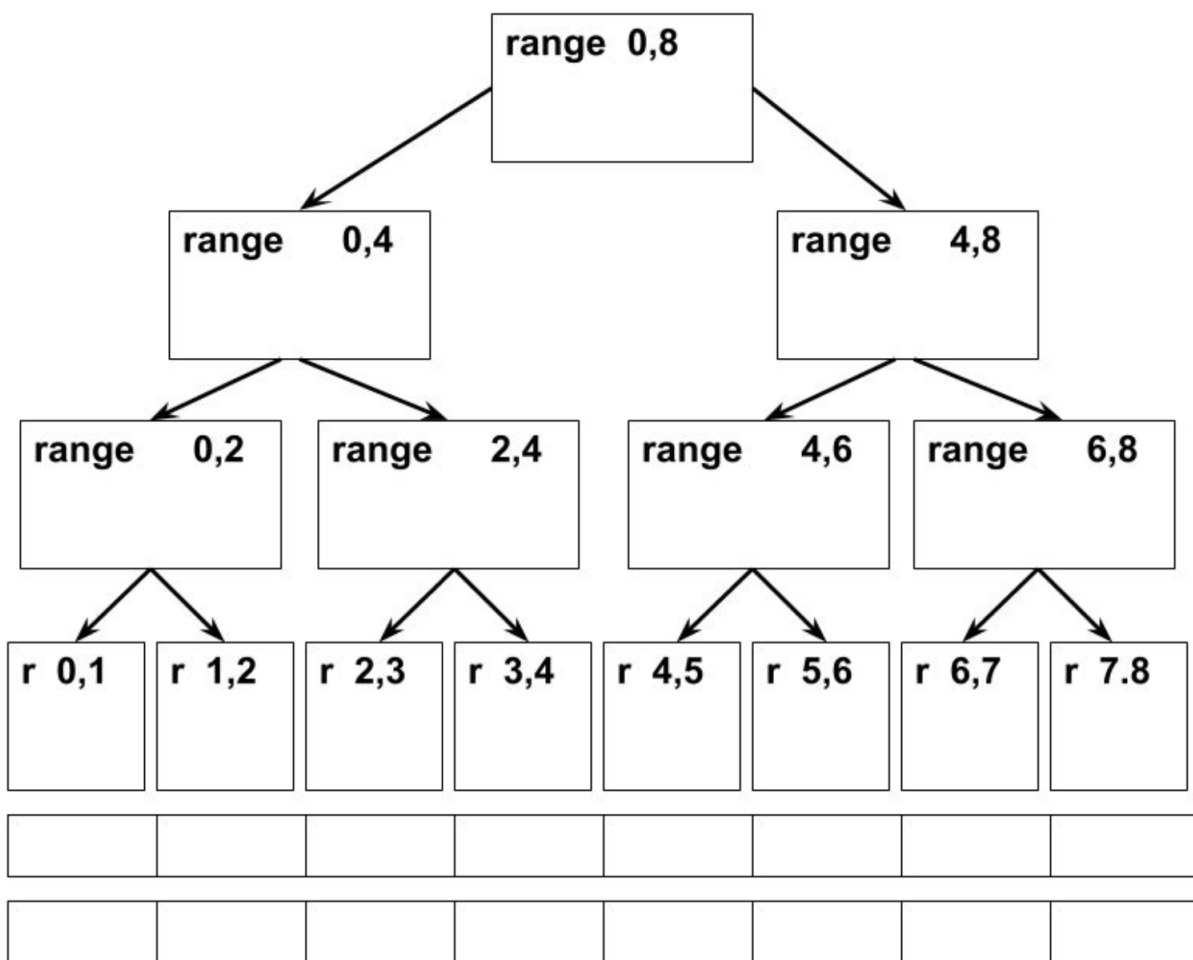 range 0,8
range 0,4
range 4,8
range 0,2
range 2,4
range 4,6
range 6,8
r 0,1
r 1,2
r 2,3
r 3,4
r 4,5
r 5,6
r 6,7
r 7.8